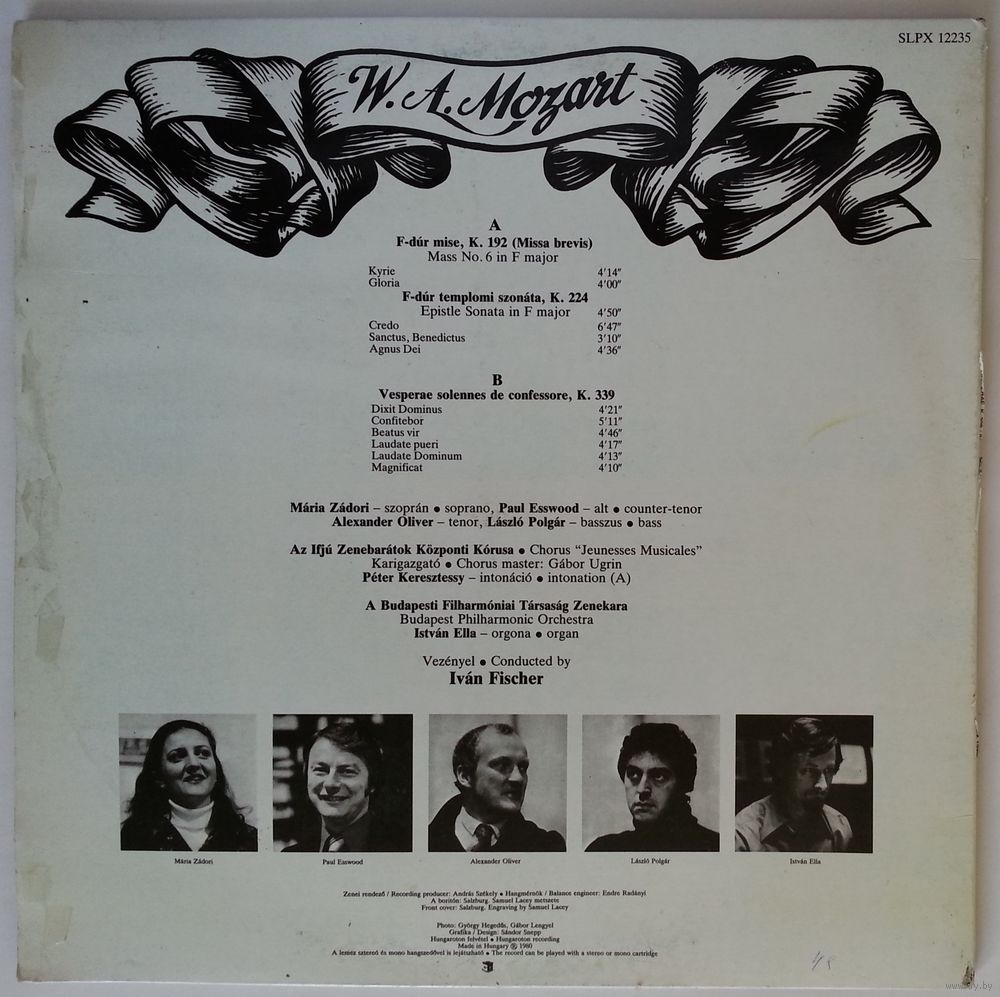 SLPX 12235
W. A. Mozart
A
F-dúr mise, K. 192 (Missa brevis)
Mass No. 6 in F major
Kyrie 4'14"
Gloria 4'00"
F-dúr templomi szonáta, K. 224
Epistle Sonata in F major 4'50"
Credo 6'47"
Sanctus, Benedictus 3'10"
Agnus Dei 4'36"
B
Vesperae solennes de confessore, K. 339
Dixit Dominus 4'21"
Confitebor 5'11"
Beatus vir 4'46"
Laudate pueri 4'17"
Laudate Dominum 4'13"
Magnificat 4'10"
Mária Zádori – szoprán ● soprano, Paul Esswood – alt ● counter-tenor
Alexander Oliver – tenor, László Polgár – basszus ● bass
Az Ifjú Zenebarátok Központi Kórusa ● Chorus "Jeunesses Musicales"
Karigazgató ● Chorus master: Gábor Ugrin
Péter Keresztessy – intonáció ● intonation (A)
A Budapesti Filharmóniai Társaság Zenekara
Budapest Philharmonic Orchestra
István Ella – orgona ● organ
Vezényel ● Conducted by
Iván Fischer
Mária Zádori Paul Esswood Alexander Oliver László Polgár István Ella
Zenei rendező / Recording producer: András Székely ● Hangmérnök / Balance engineer: Endre Radányi
A borítón: Salzburg. Samuel Lacey metszete
Front cover: Salzburg. Engraving by Samuel Lacey
Photo: György Hegedűs, Gábor Lengyel
Grafika / Design: Sándor Snepp
Hungaroton felvétel ● Hungaroton recording
Made in Hungary ℗ 1980
A lemez sztereó és mono hangszedővel is lejátszható ● The record can be played with a stereo or mono cartridge